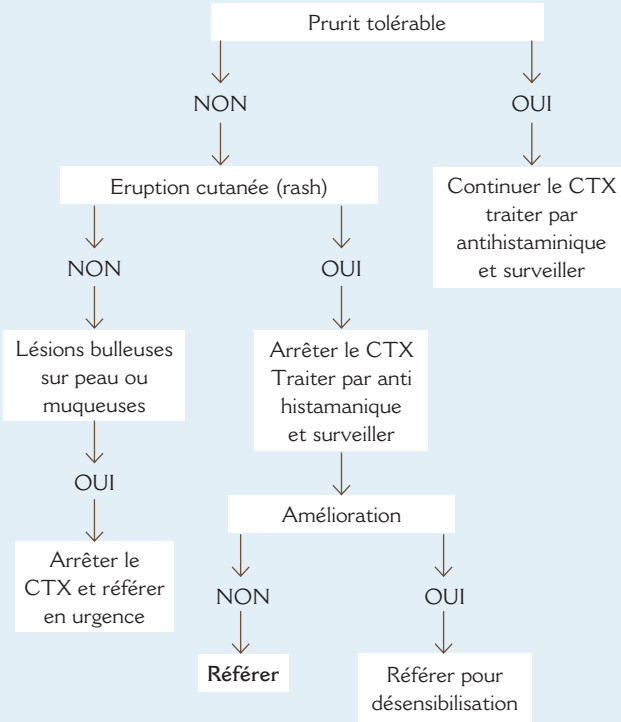 Prurit tolérable
NON
OUI
Eruption cutanée (rash)
Continuer le CTX
traiter par
antihistaminique
et surveiller
NON
OUI
Lésions bulleuses
sur peau ou
muqueuses
Arrêter le CTX
Traiter par anti
histamanique
et surveiller
OUI
Amélioration
Arrêter le
CTX et référer
en urgence
NON
OUI
Référer
Référer pour
désensibilisation